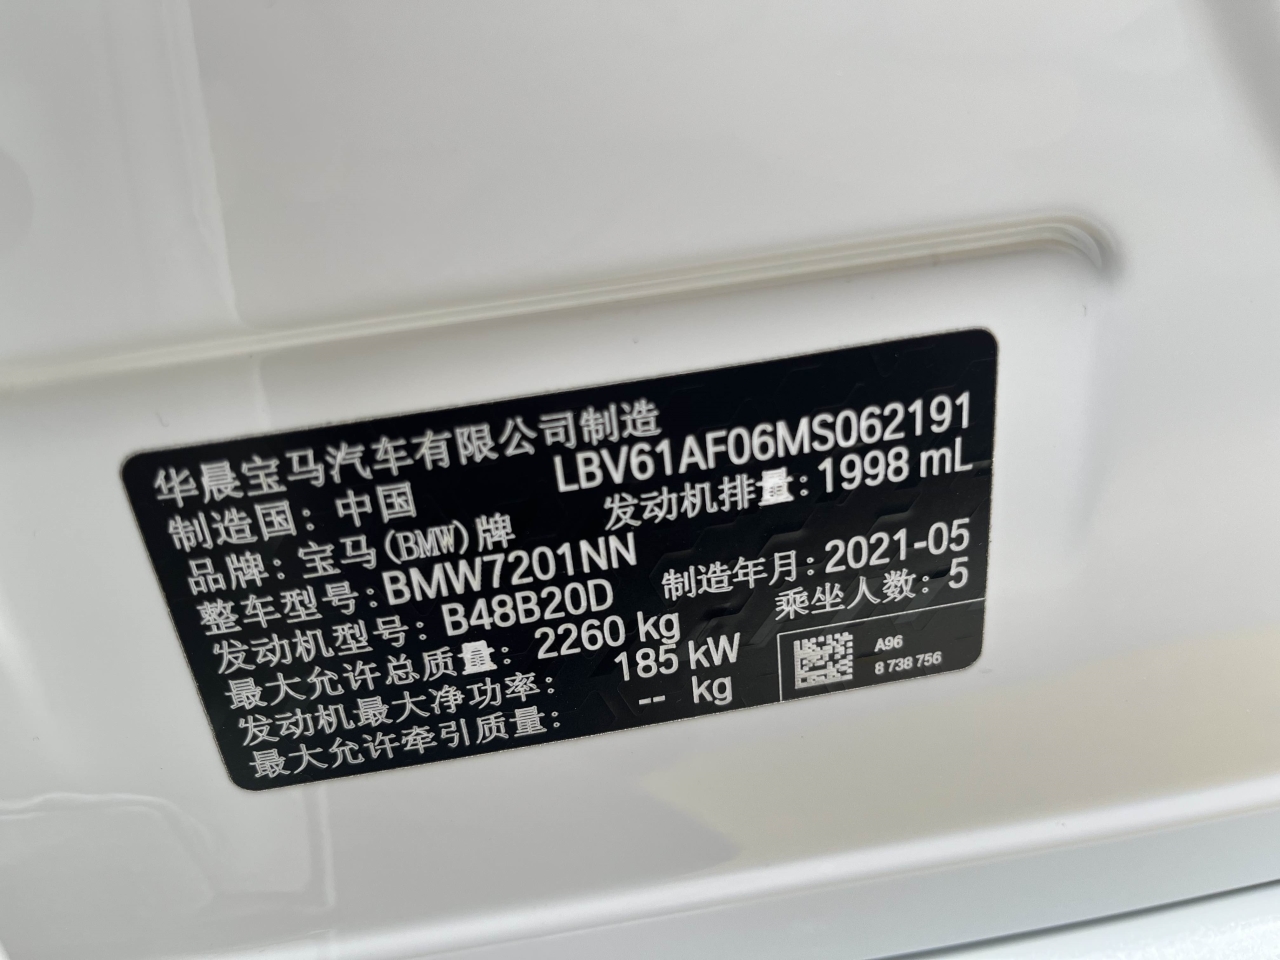 华晨宝马汽车有限公司制造
制造国：中国 LBV61AF06MS062191
品牌：宝马(BMW)牌 发动机排量：1998 mL
整车型号：BMW7201NN
发动机型号：B48B20D 制造年月：2021-05
最大允许总质量：2260 kg 乘坐人数：5
发动机最大净功率：185 kW
最大允许牵引质量：-- kg
A96
8 738 756